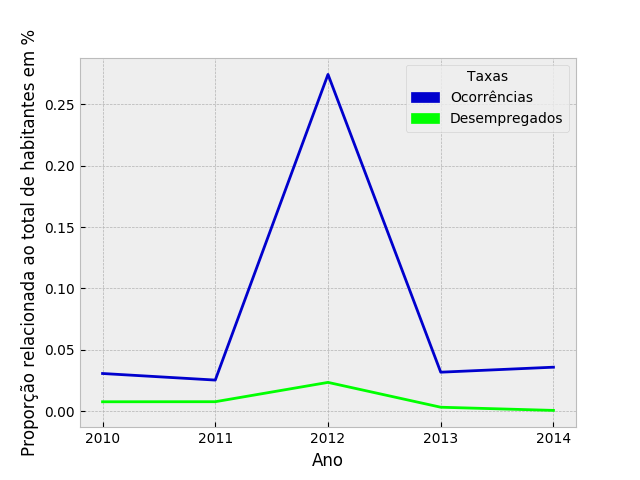 Proporção relacionada ao total de habitantes em %
0.25
0.20
0.15
0.10
0.05
0.00
Taxas
Ocorrências
Desempregados
2010 2011 2012 2013 2014
Ano